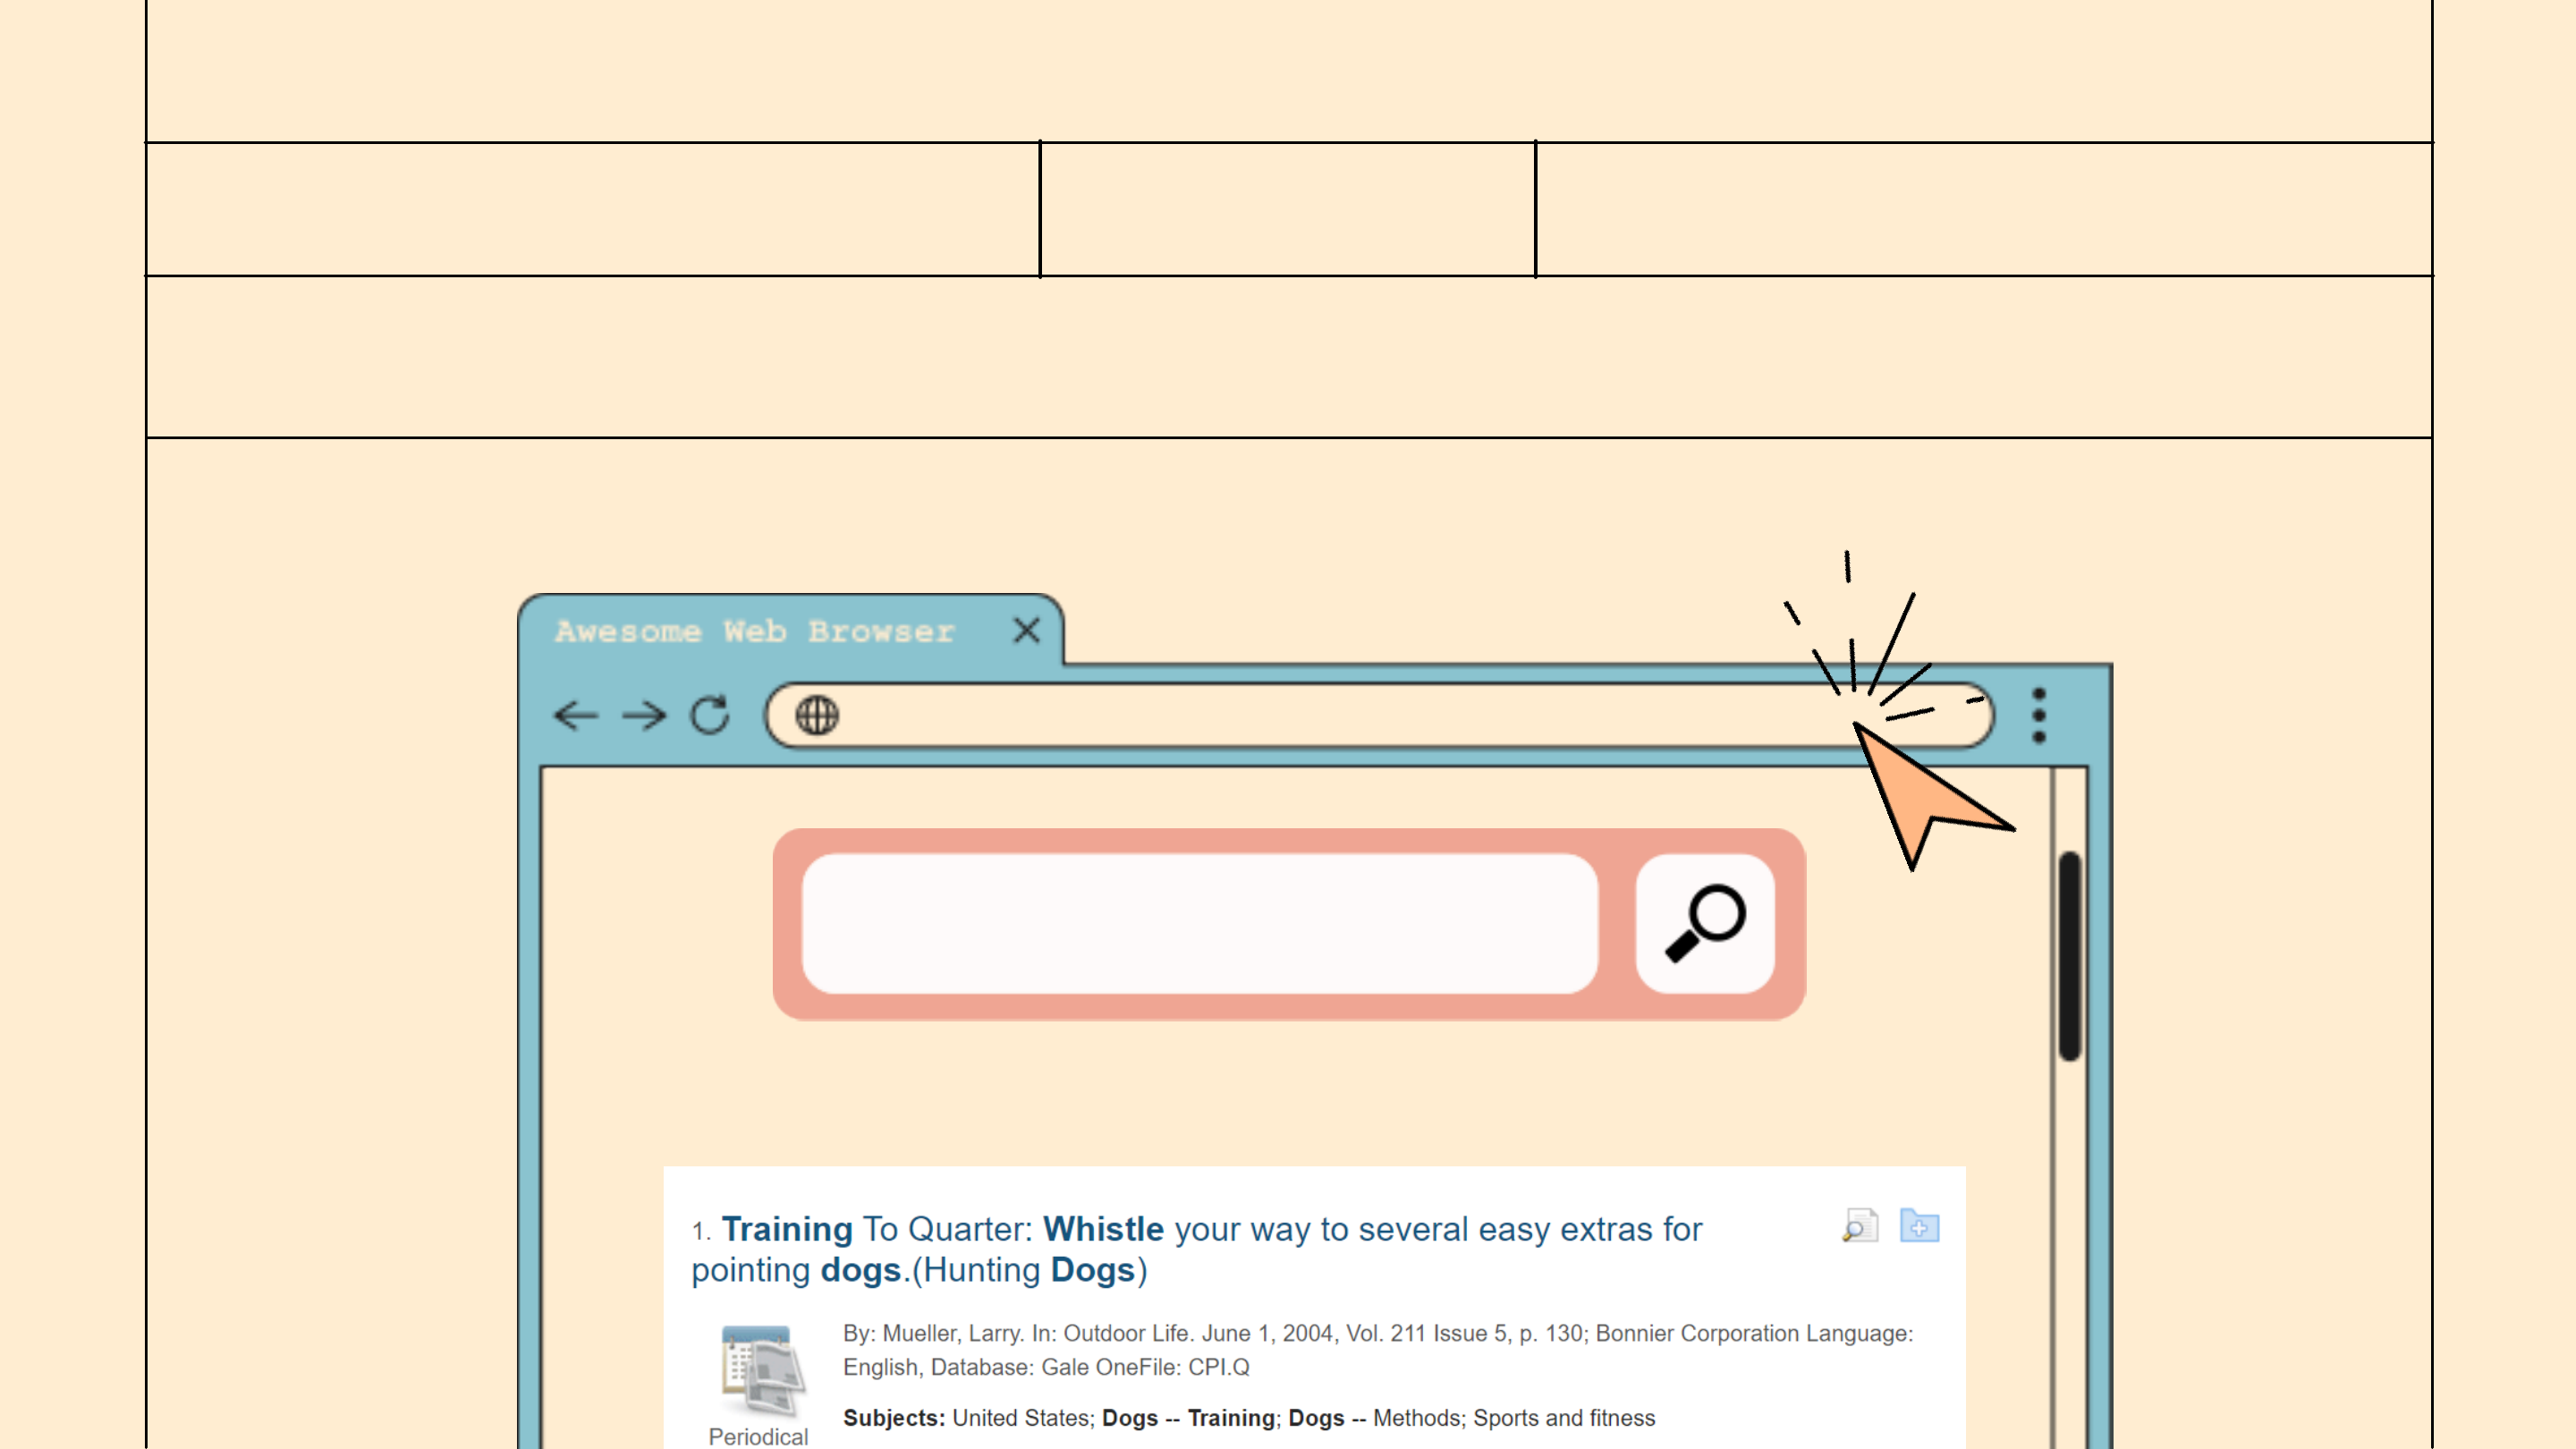 Awesome Web Browser
1. Training To Quarter: Whistle your way to several easy extras for
pointing dogs.(Hunting Dogs)
By: Mueller, Larry. In: Outdoor Life. June 1, 2004, Vol. 211 Issue 5, p. 130; Bonnier Corporation Language:
English, Database: Gale OneFile: CPI.Q
Subjects: United States; Dogs -- Training; Dogs -- Methods; Sports and fitness
Periodical